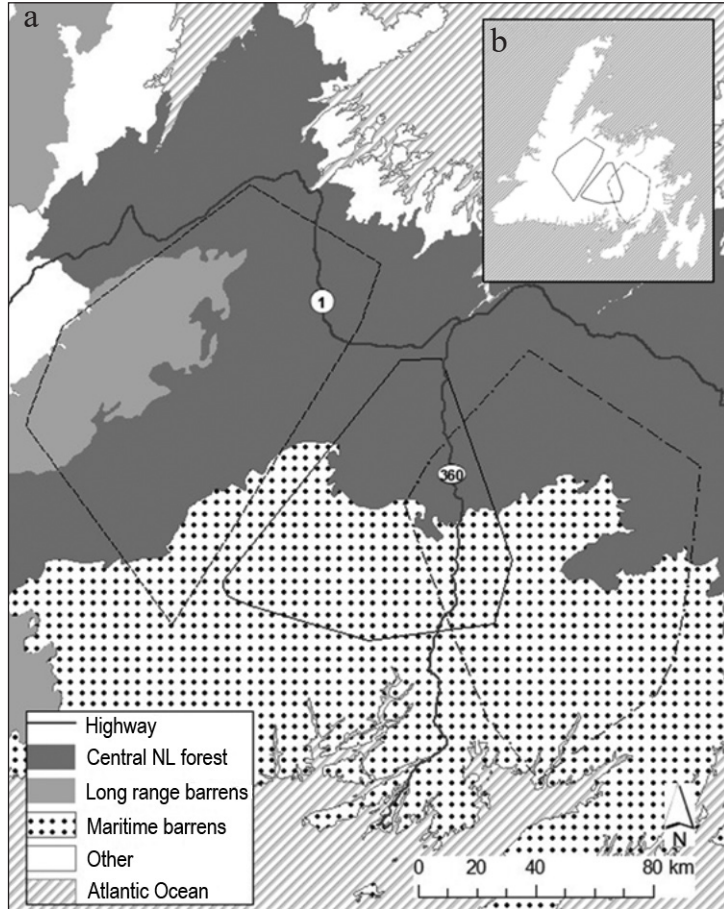 a
b
1
360
Highway
Central NL forest
Long range barrens
Maritime barrens
Other
Atlantic Ocean
N
0 20 40 80 km